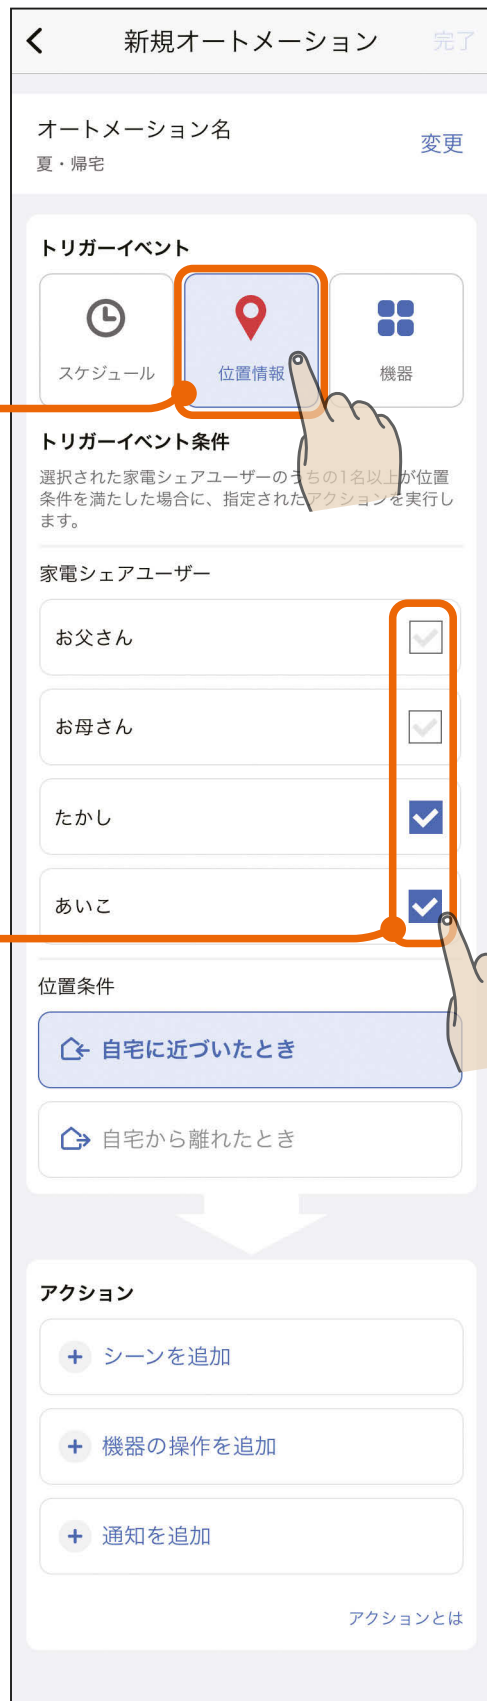 新規オートメーション
完了
オートメーション名
夏・帰宅
変更
トリガーイベント
スケジュール
位置情報
機器
トリガーイベント条件
選択された家電シェアユーザーのうちの1名以上が位置
条件を満たした場合に、指定されたアクションを実行し
ます。
家電シェアユーザー
お父さん
お母さん
たかし
あいこ
位置条件
自宅に近づいたとき
自宅から離れたとき
アクション
シーンを追加
機器の操作を追加
通知を追加
アクションとは